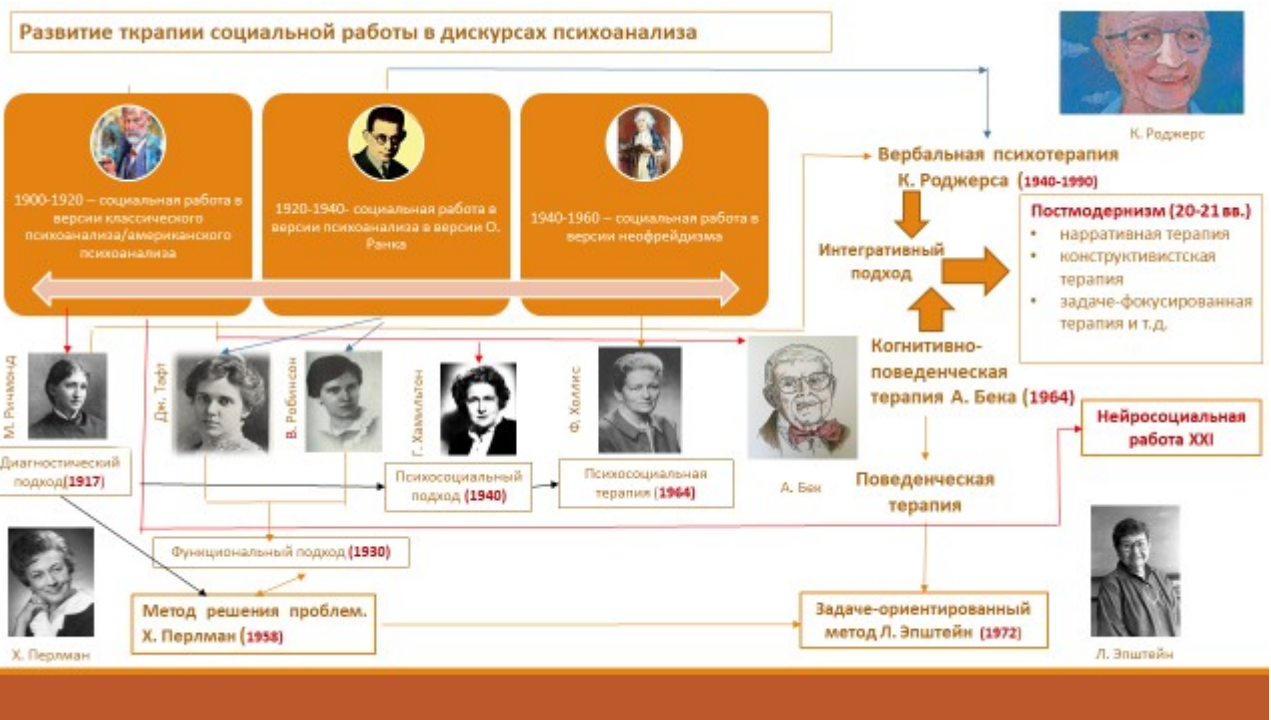 Развитие ткрапии социальной работы в дискурсах психоанализа
К. Роджерс
1900-1920 – социальная работа в
версии классического
психоанализа/американского
психоанализа
1920-1940- социальная работа в
версии психоанализа в версии О.
Ранка
1940-1960 – социальная работа в
версии неофрейдизма
Вербальная психотерапия
К. Роджерса (1940-1990)
Интегративный
подход
Постмодернизм (20-21 вв.)
• нарративная терапия
• конструктивистская
терапия
• задаче-фокусированная
терапия и т.д.
Когнитивно-
поведенческая
терапия А. Бека (1964)
Нейросоциальная
работа XXI
М. Ричмонд
Дж. Тафт
В. Робинсон
Г. Хамильтон
Ф. Холлис
А. Бек
Диагностический
подход(1917)
Психосоциальный
подход (1940)
Психосоциальная
терапия (1964)
Поведенческая
терапия
Функциональный подход (1930)
Метод решения проблем.
Х. Перлман (1958)
Задаче-ориентированный
метод Л. Эпштейн (1972)
Х. Перлман
Л. Эпштейн